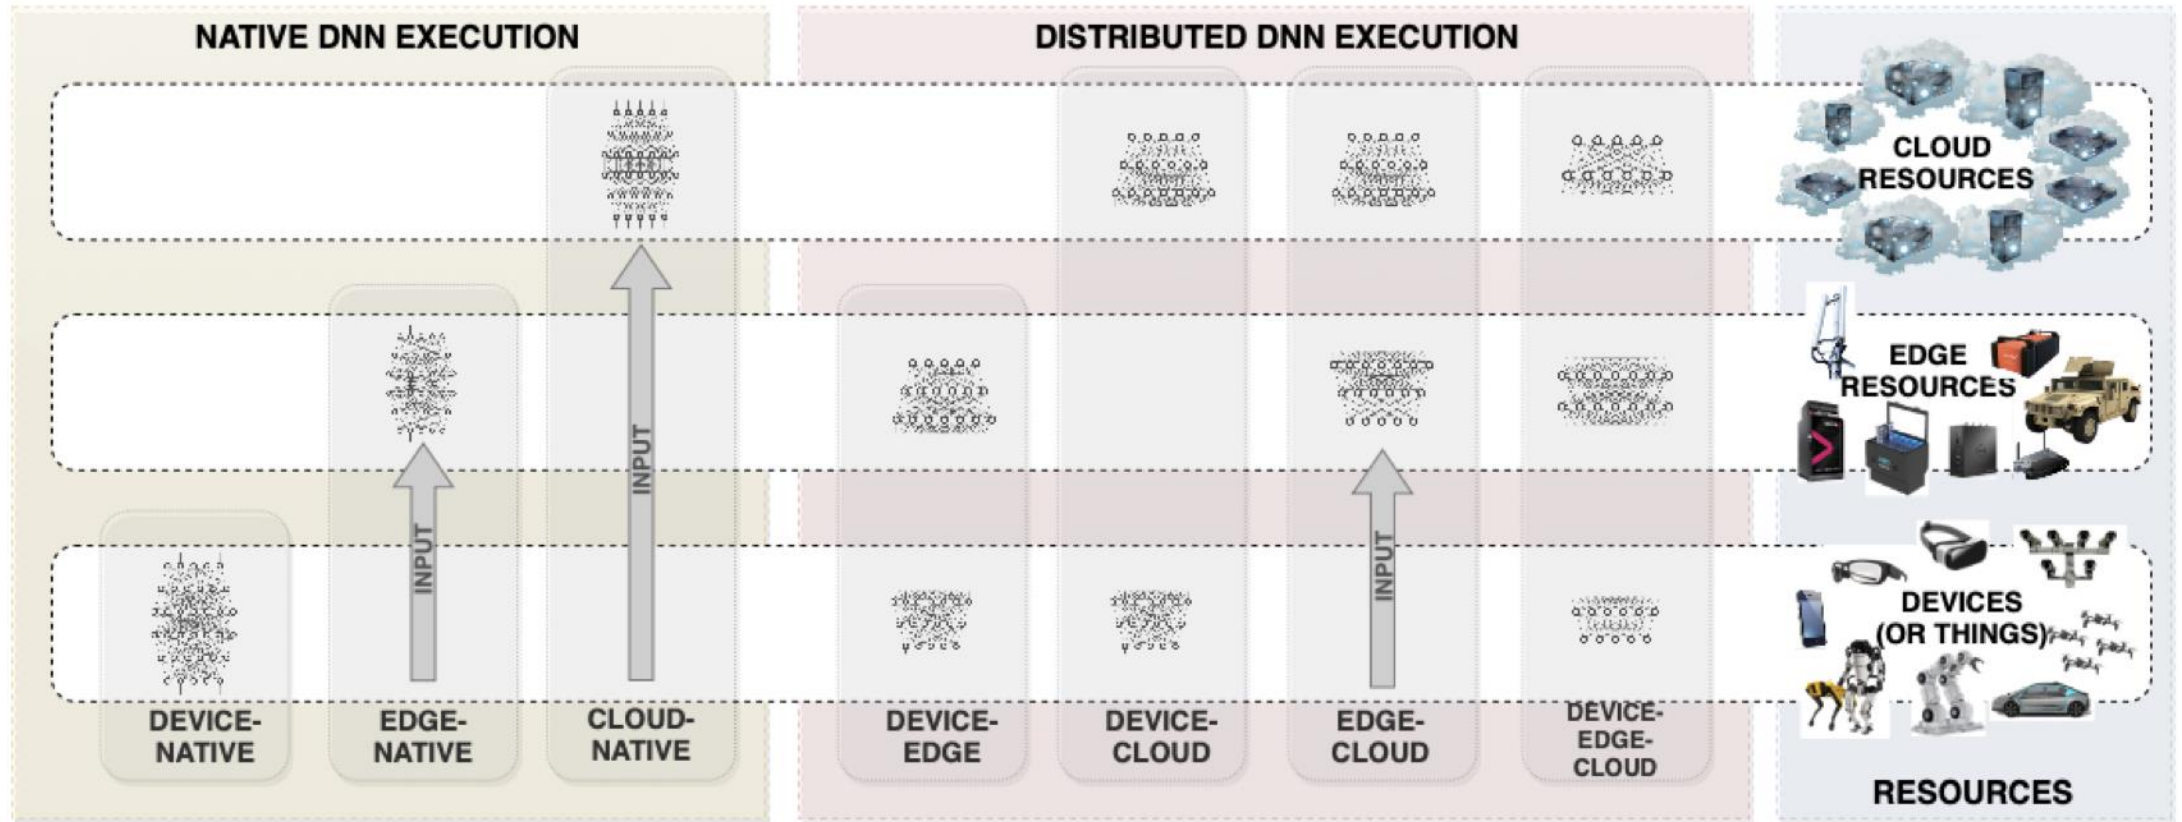 NATIVE DNN EXECUTION
DISTRIBUTED DNN EXECUTION
CLOUD
RESOURCES
EDGE
RESOURCES
INPUT
INPUT
INPUT
DEVICES
(OR THINGS)
DEVICE-
NATIVE
EDGE-
NATIVE
CLOUD-
NATIVE
DEVICE-
EDGE
DEVICE-
CLOUD
EDGE-
CLOUD
DEVICE-
EDGE-
CLOUD
RESOURCES